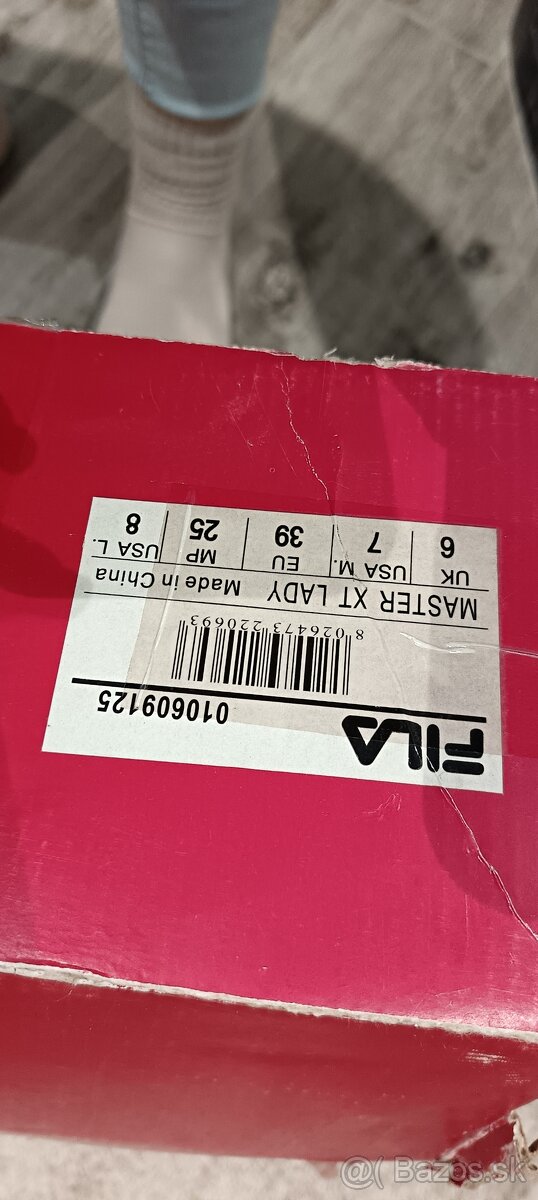 FILA 010609125
8 026473 220693
MASTER XT LADY Made in China
UK USA M. EU MP USA L.
6 7 39 25 8
@( Bazos.sk